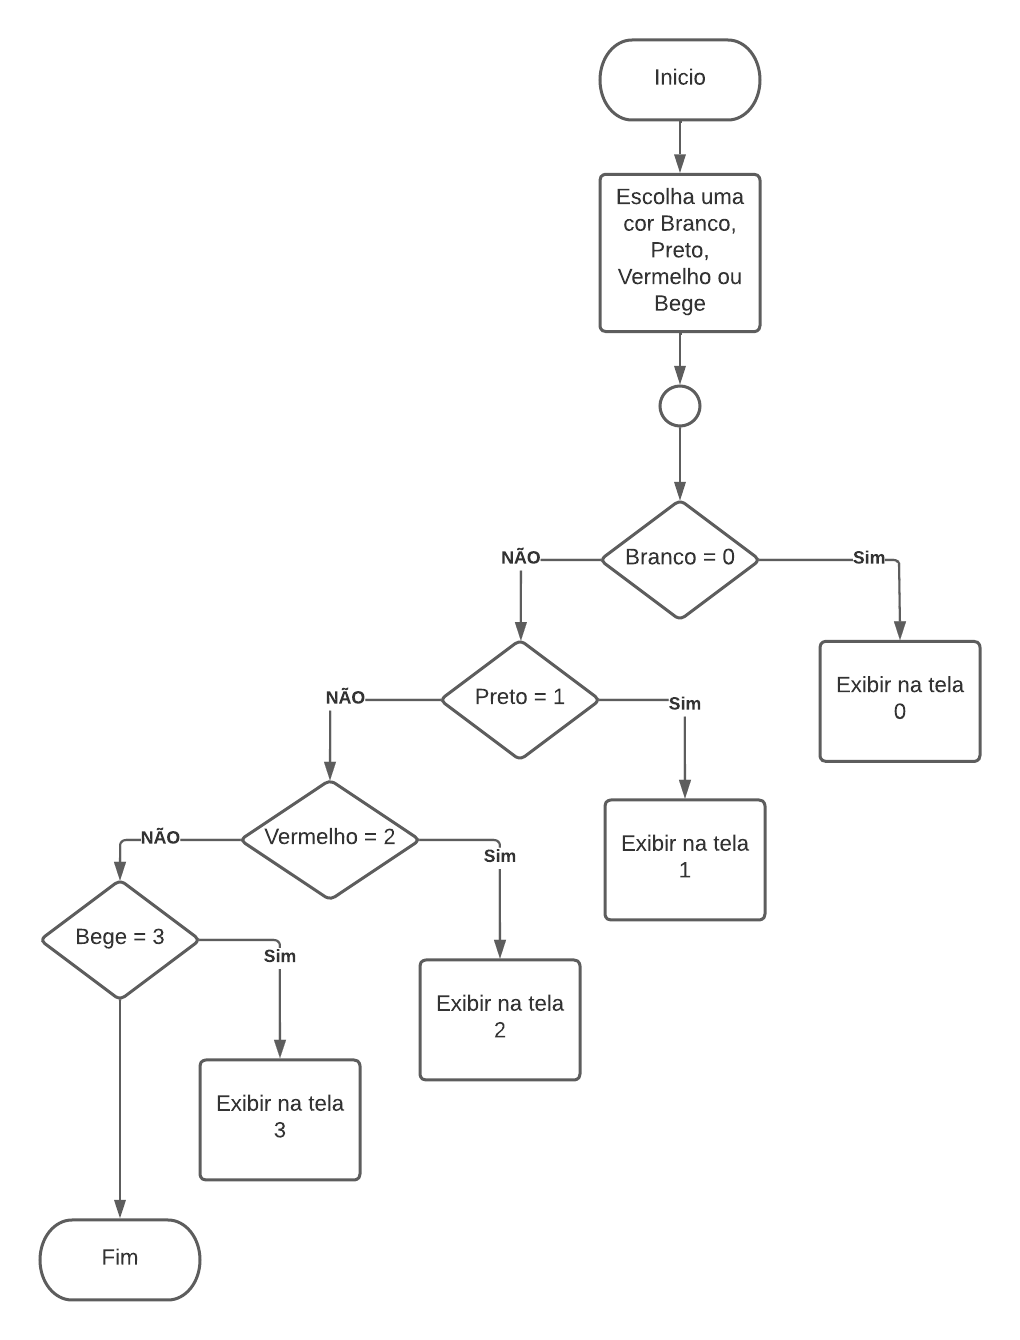 Inicio
Escolha uma
cor Branco,
Preto,
Vermelho ou
Bege
NÃO
Branco = 0
Sim
Exibir na tela
0
NÃO
Preto = 1
Sim
Exibir na tela
1
NÃO
Vermelho = 2
Sim
Exibir na tela
2
Bege = 3
Sim
Exibir na tela
3
Fim